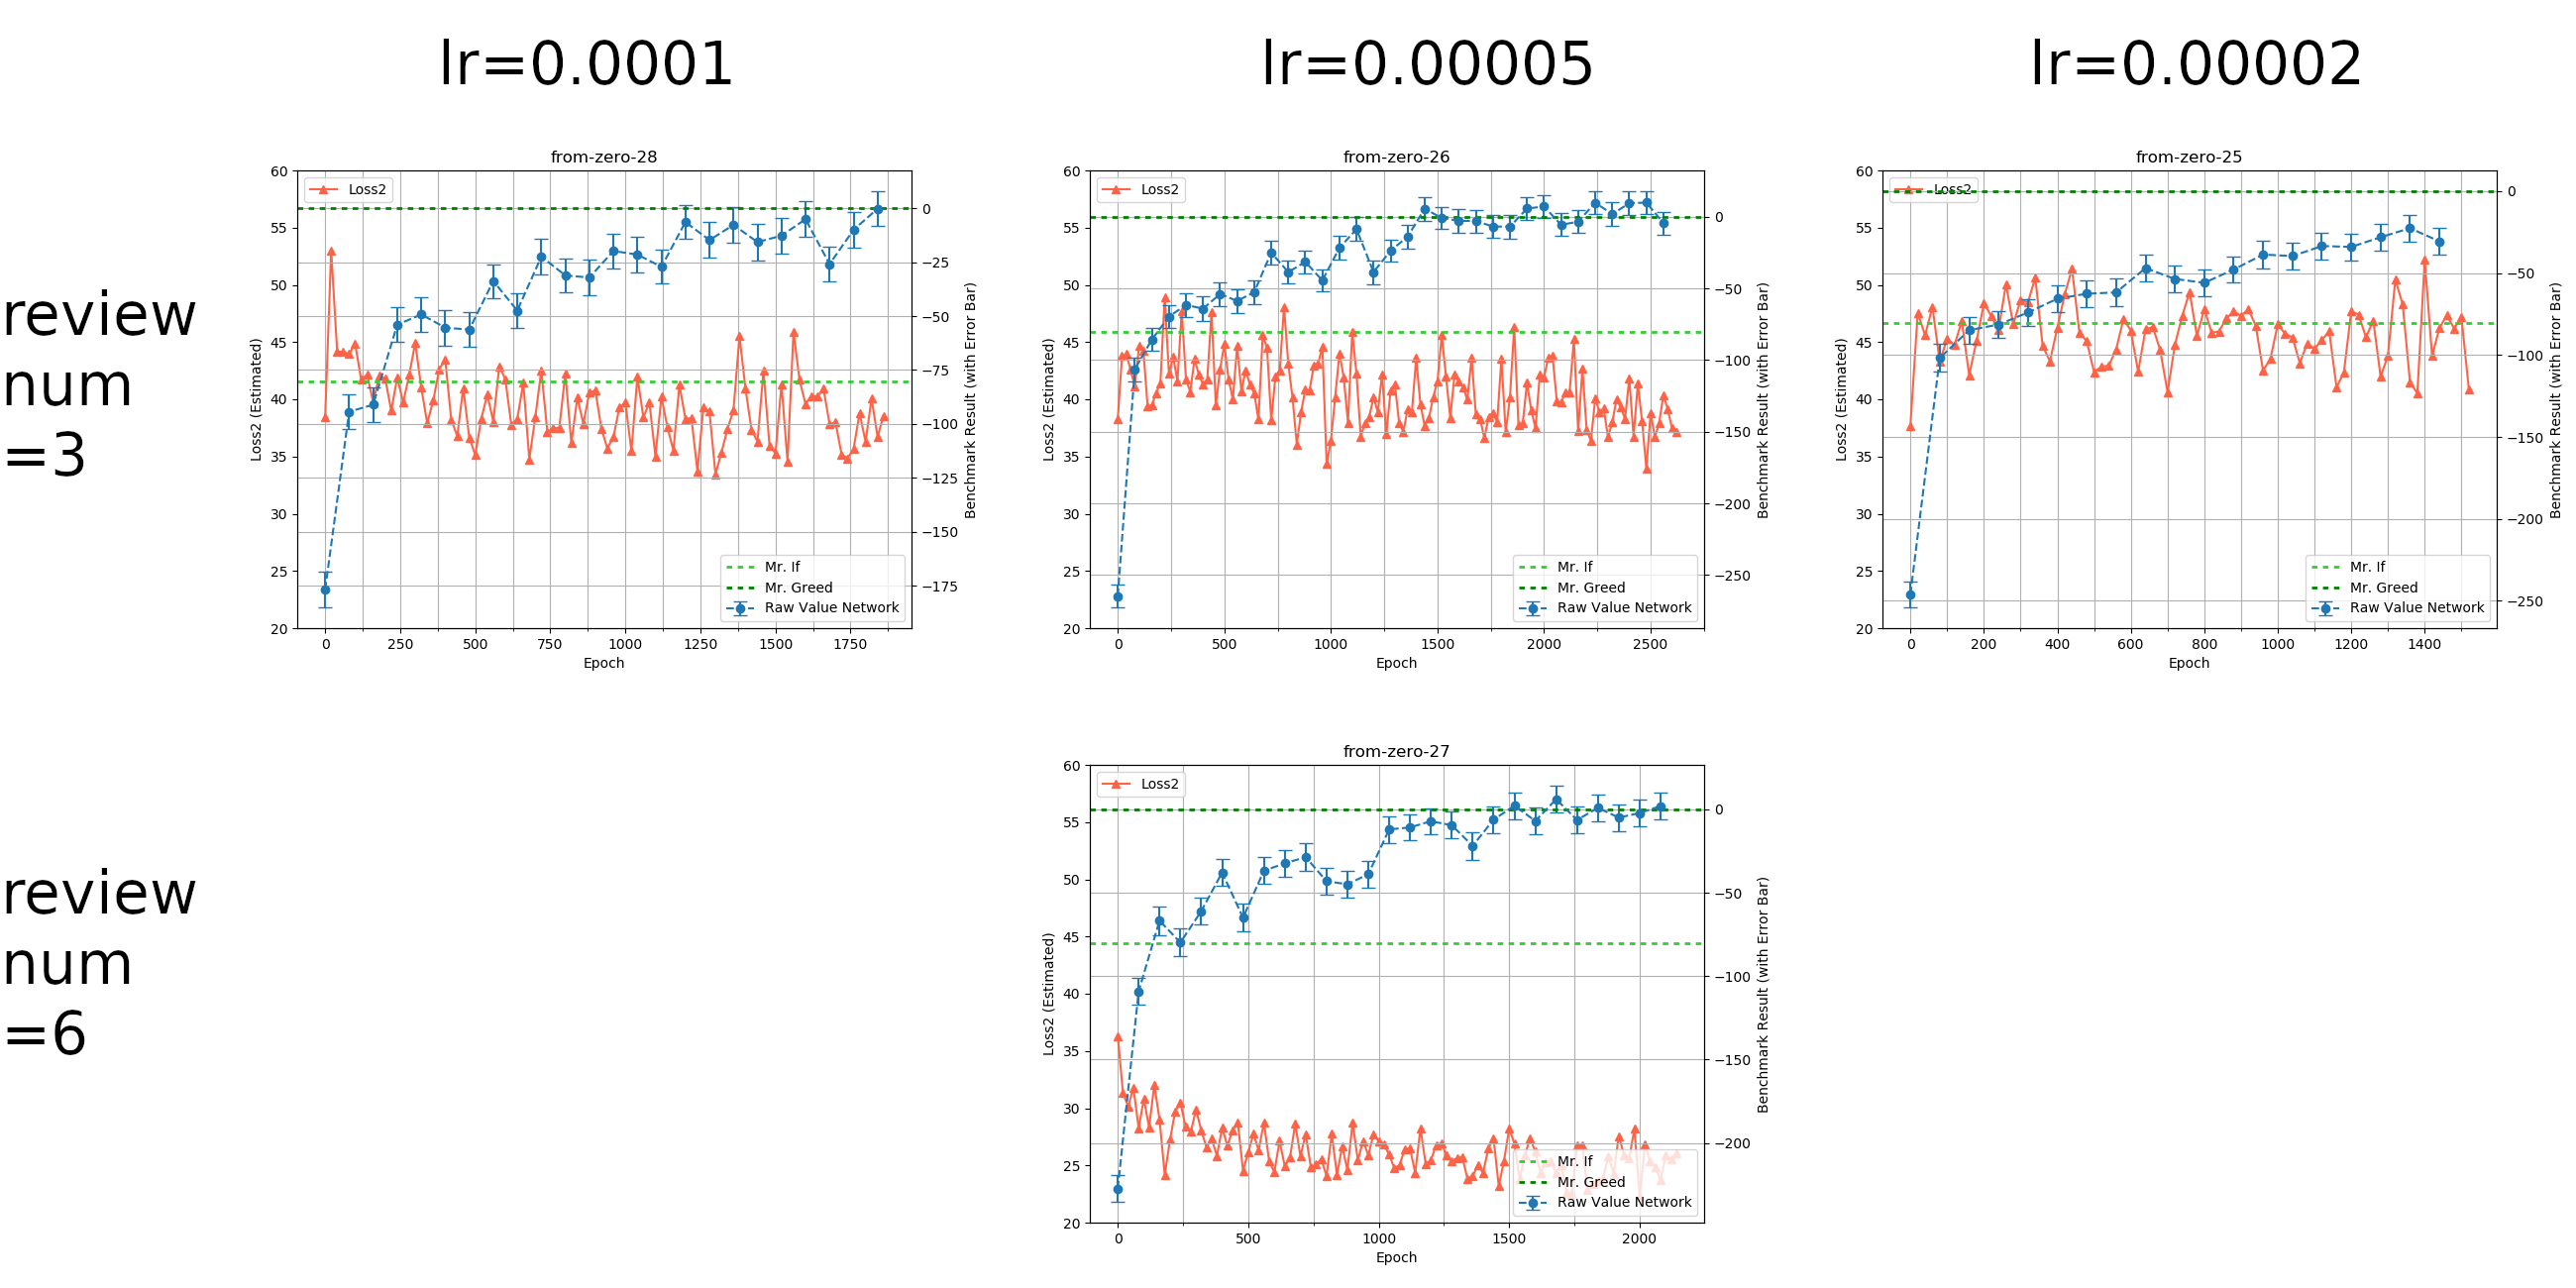 lr=0.0001
lr=0.00005
lr=0.00002
review
num
=3
from-zero-28
Loss2
60
55
50
45
40
35
30
25
20
Loss2 (Estimated)
0
250
500
750
1000
1250
1500
1750
Epoch
0
−25
−50
−75
−100
−125
−150
−175
Benchmark Result (with Error Bar)
Mr. If
Mr. Greed
Raw Value Network
from-zero-26
Loss2
60
55
50
45
40
35
30
25
20
Loss2 (Estimated)
0
500
1000
1500
2000
2500
Epoch
0
−50
−100
−150
−200
−250
Benchmark Result (with Error Bar)
Mr. If
Mr. Greed
Raw Value Network
from-zero-25
Loss2
60
55
50
45
40
35
30
25
20
Loss2 (Estimated)
0
200
400
600
800
1000
1200
1400
Epoch
0
−50
−100
−150
−200
−250
Benchmark Result (with Error Bar)
Mr. If
Mr. Greed
Raw Value Network
review
num
=6
from-zero-27
Loss2
60
55
50
45
40
35
30
25
20
Loss2 (Estimated)
0
500
1000
1500
2000
Epoch
0
−50
−100
−150
−200
Benchmark Result (with Error Bar)
Mr. If
Mr. Greed
Raw Value Network